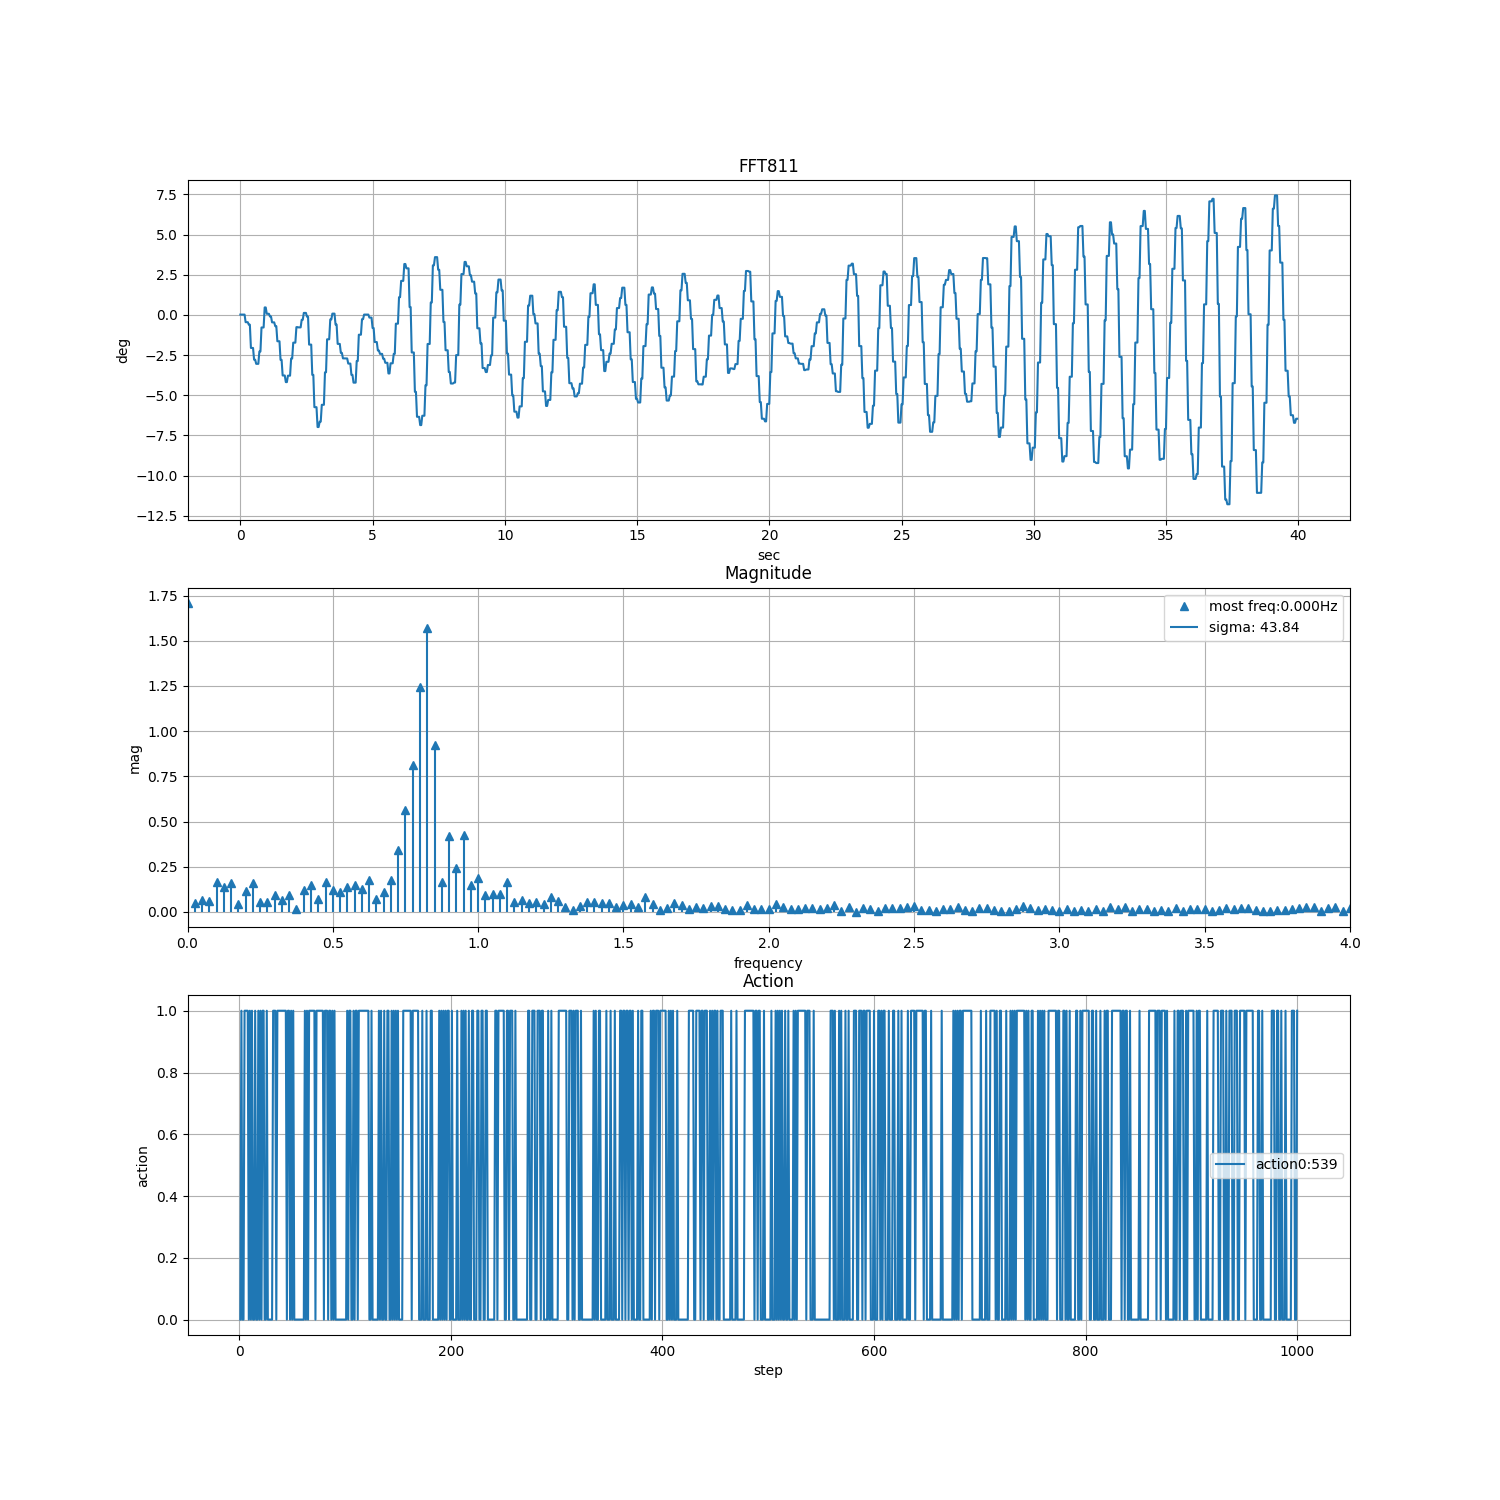 FFT811
7.5
5.0
2.5
0.0
−2.5
−5.0
−7.5
−10.0
−12.5
deg
0 5 10 15 20 25 30 35 40
sec
Magnitude
1.75
1.50
1.25
1.00
0.75
0.50
0.25
0.00
mag
most freq:0.000Hz
sigma: 43.84
0.0 0.5 1.0 1.5 2.0 2.5 3.0 3.5 4.0
frequency
Action
1.0
0.8
0.6
0.4
0.2
0.0
action
action0:539
0 200 400 600 800 1000
step